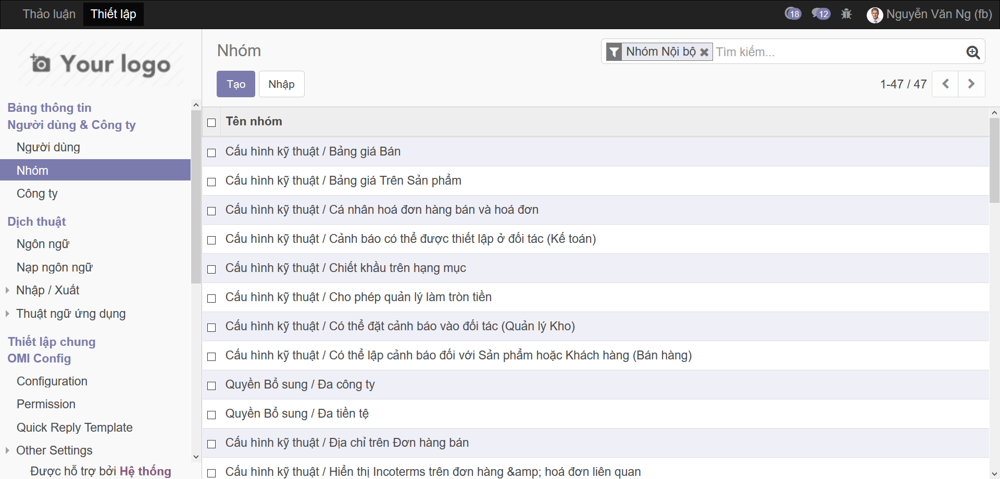 Thảo luận Thiết lập 18 12 Nguyễn Văn Ng (fb)
Your logo
Bảng thông tin
Người dùng & Công ty
Người dùng
Nhóm
Công ty
Dịch thuật
Ngôn ngữ
Nạp ngôn ngữ
Nhập / Xuất
Thuật ngữ ứng dụng
Thiết lập chung
OMI Config
Configuration
Permission
Quick Reply Template
Other Settings
Được hỗ trợ bởi Hệ thống
Nhóm
Nhóm Nội bộ Tìm kiếm...
Tạo Nhập
1-47 / 47
Tên nhóm
Cấu hình kỹ thuật / Bảng giá Bán
Cấu hình kỹ thuật / Bảng giá Trên Sản phẩm
Cấu hình kỹ thuật / Cá nhân hoá đơn hàng bán và hoá đơn
Cấu hình kỹ thuật / Cảnh báo có thể được thiết lập ở đối tác (Kế toán)
Cấu hình kỹ thuật / Chiết khấu trên hạng mục
Cấu hình kỹ thuật / Cho phép quản lý làm tròn tiền
Cấu hình kỹ thuật / Có thể đặt cảnh báo vào đối tác (Quản lý Kho)
Cấu hình kỹ thuật / Có thể lập cảnh báo đối với Sản phẩm hoặc Khách hàng (Bán hàng)
Quyền Bổ sung / Đa công ty
Quyền Bổ sung / Đa tiền tệ
Cấu hình kỹ thuật / Địa chỉ trên Đơn hàng bán
Cấu hình kỹ thuật / Hiển thị Incoterms trên đơn hàng &amp; hoá đơn liên quan